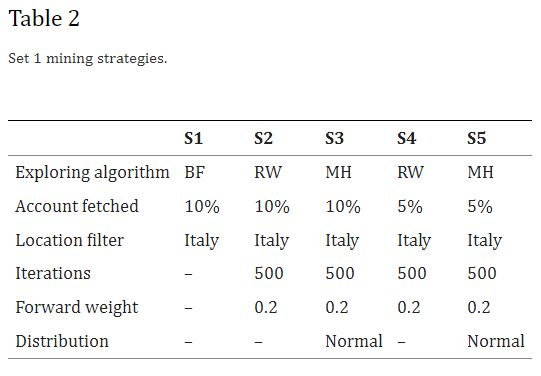 Table 2
Set 1 mining strategies.
S1 S2 S3 S4 S5
Exploring algorithm BF RW MH RW MH
Account fetched 10% 10% 10% 5% 5%
Location filter Italy Italy Italy Italy Italy
Iterations – 500 500 500 500
Forward weight – 0.2 0.2 0.2 0.2
Distribution – – Normal – Normal